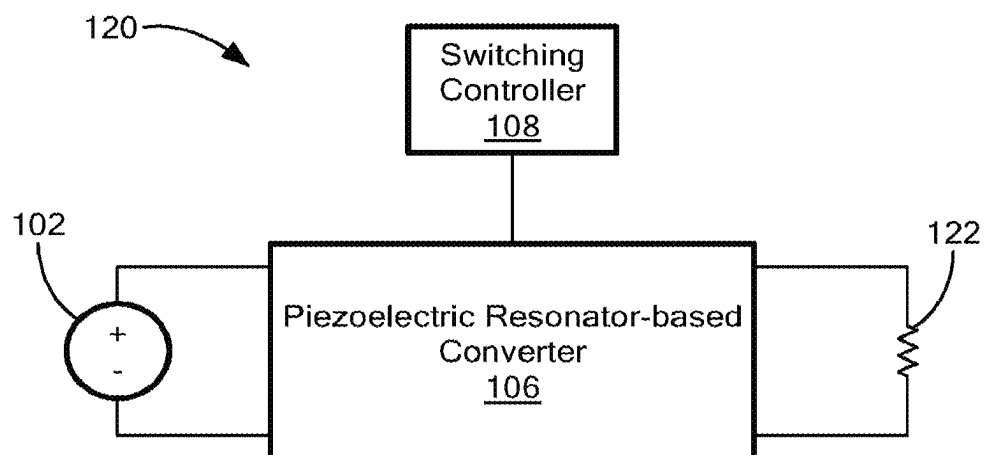 120
Switching
Controller
108
102
122
+
-
Piezoelectric Resonator-based
Converter
106